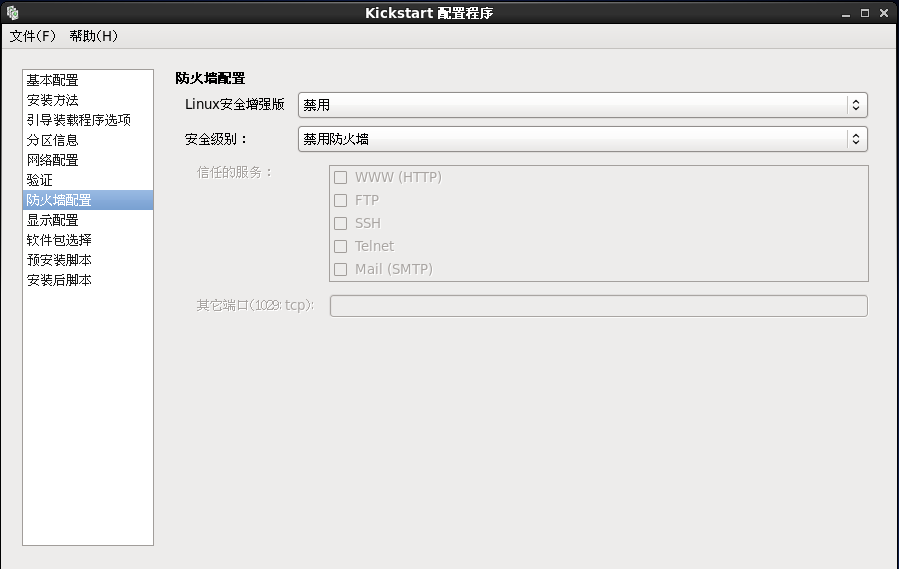 Kickstart 配置程序
文件(F) 帮助(H)
基本配置
安装方法
引导装载程序选项
分区信息
网络配置
验证
防火墙配置
显示配置
软件包选择
预安装脚本
安装后脚本
防火墙配置
Linux安全增强版 禁用
安全级别： 禁用防火墙
信任的服务：
WWW (HTTP)
FTP
SSH
Telnet
Mail (SMTP)
其它端口(1029: tcp):